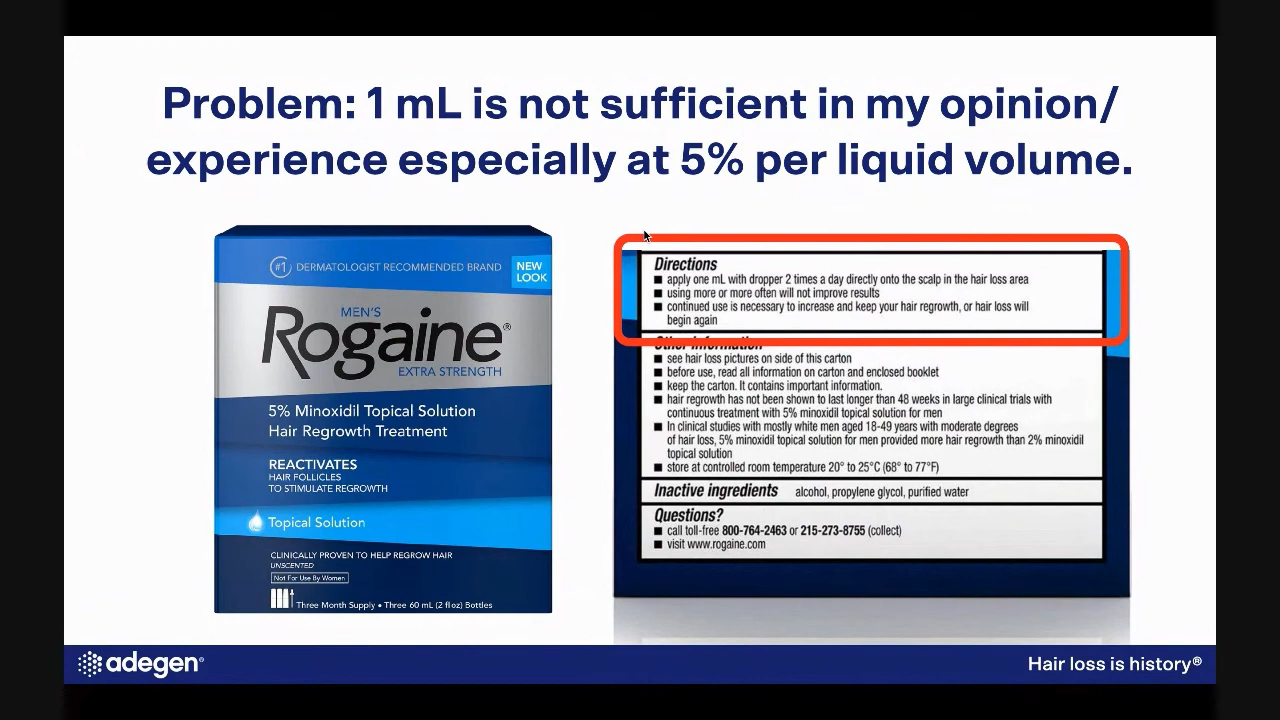 Problem: 1 mL is not sufficient in my opinion/
experience especially at 5% per liquid volume.
#1 DERMATOLOGIST RECOMMENDED BRAND
NEW
LOOK
MEN'S
Rogaine®
EXTRA STRENGTH
5% Minoxidil Topical Solution
Hair Regrowth Treatment
REACTIVATES
HAIR FOLLICLES
TO STIMULATE REGROWTH
Topical Solution
CLINICALLY PROVEN TO HELP REGROW HAIR
UNSCENTED
Not For Use By Women
Three Month Supply • Three 60 mL (2 fl oz) Bottles
Directions
■ apply one mL with dropper 2 times a day directly onto the scalp in the hair loss area
■ using more or more often will not improve results
■ continued use is necessary to increase and keep your hair regrowth, or hair loss will
begin again
Other information
■ see hair loss pictures on side of this carton
■ before use, read all information on carton and enclosed booklet
■ keep the carton. It contains important information.
■ hair regrowth has not been shown to last longer than 48 weeks in large clinical trials with
continuous treatment with 5% minoxidil topical solution for men
■ In clinical studies with mostly white men aged 18-49 years with moderate degrees
of hair loss, 5% minoxidil topical solution for men provided more hair regrowth than 2% minoxidil
topical solution
■ store at controlled room temperature 20° to 25°C (68° to 77°F)
Inactive ingredients alcohol, propylene glycol, purified water
Questions?
■ call toll-free 800-764-2463 or 215-273-8755 (collect)
■ visit www.rogaine.com
adegen®
Hair loss is history®